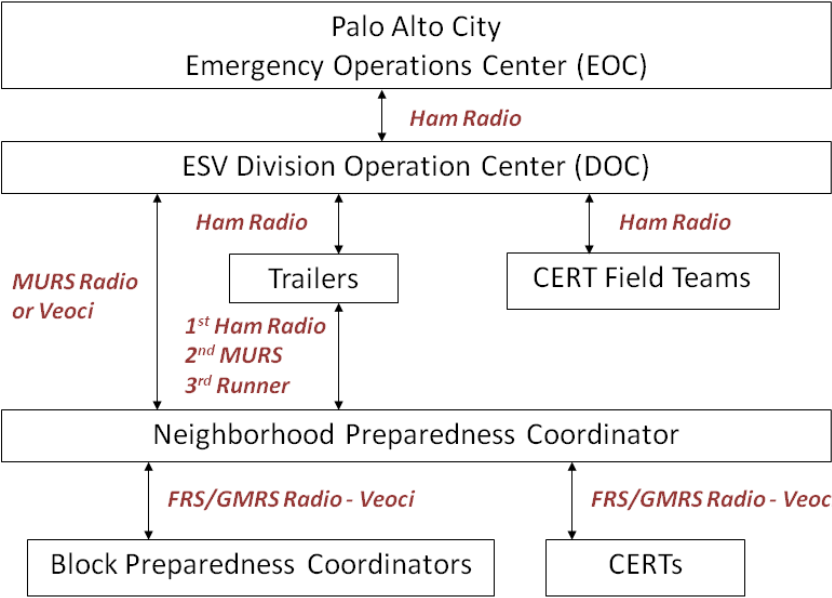 Palo Alto City
Emergency Operations Center (EOC)
Ham Radio
ESV Division Operation Center (DOC)
Ham Radio
Ham Radio
MURS Radio
or Veoci
Trailers
CERT Field Teams
1st Ham Radio
2nd MURS
3rd Runner
Neighborhood Preparedness Coordinator
FRS/GMRS Radio - Veoci
FRS/GMRS Radio - Veoc
Block Preparedness Coordinators
CERTs